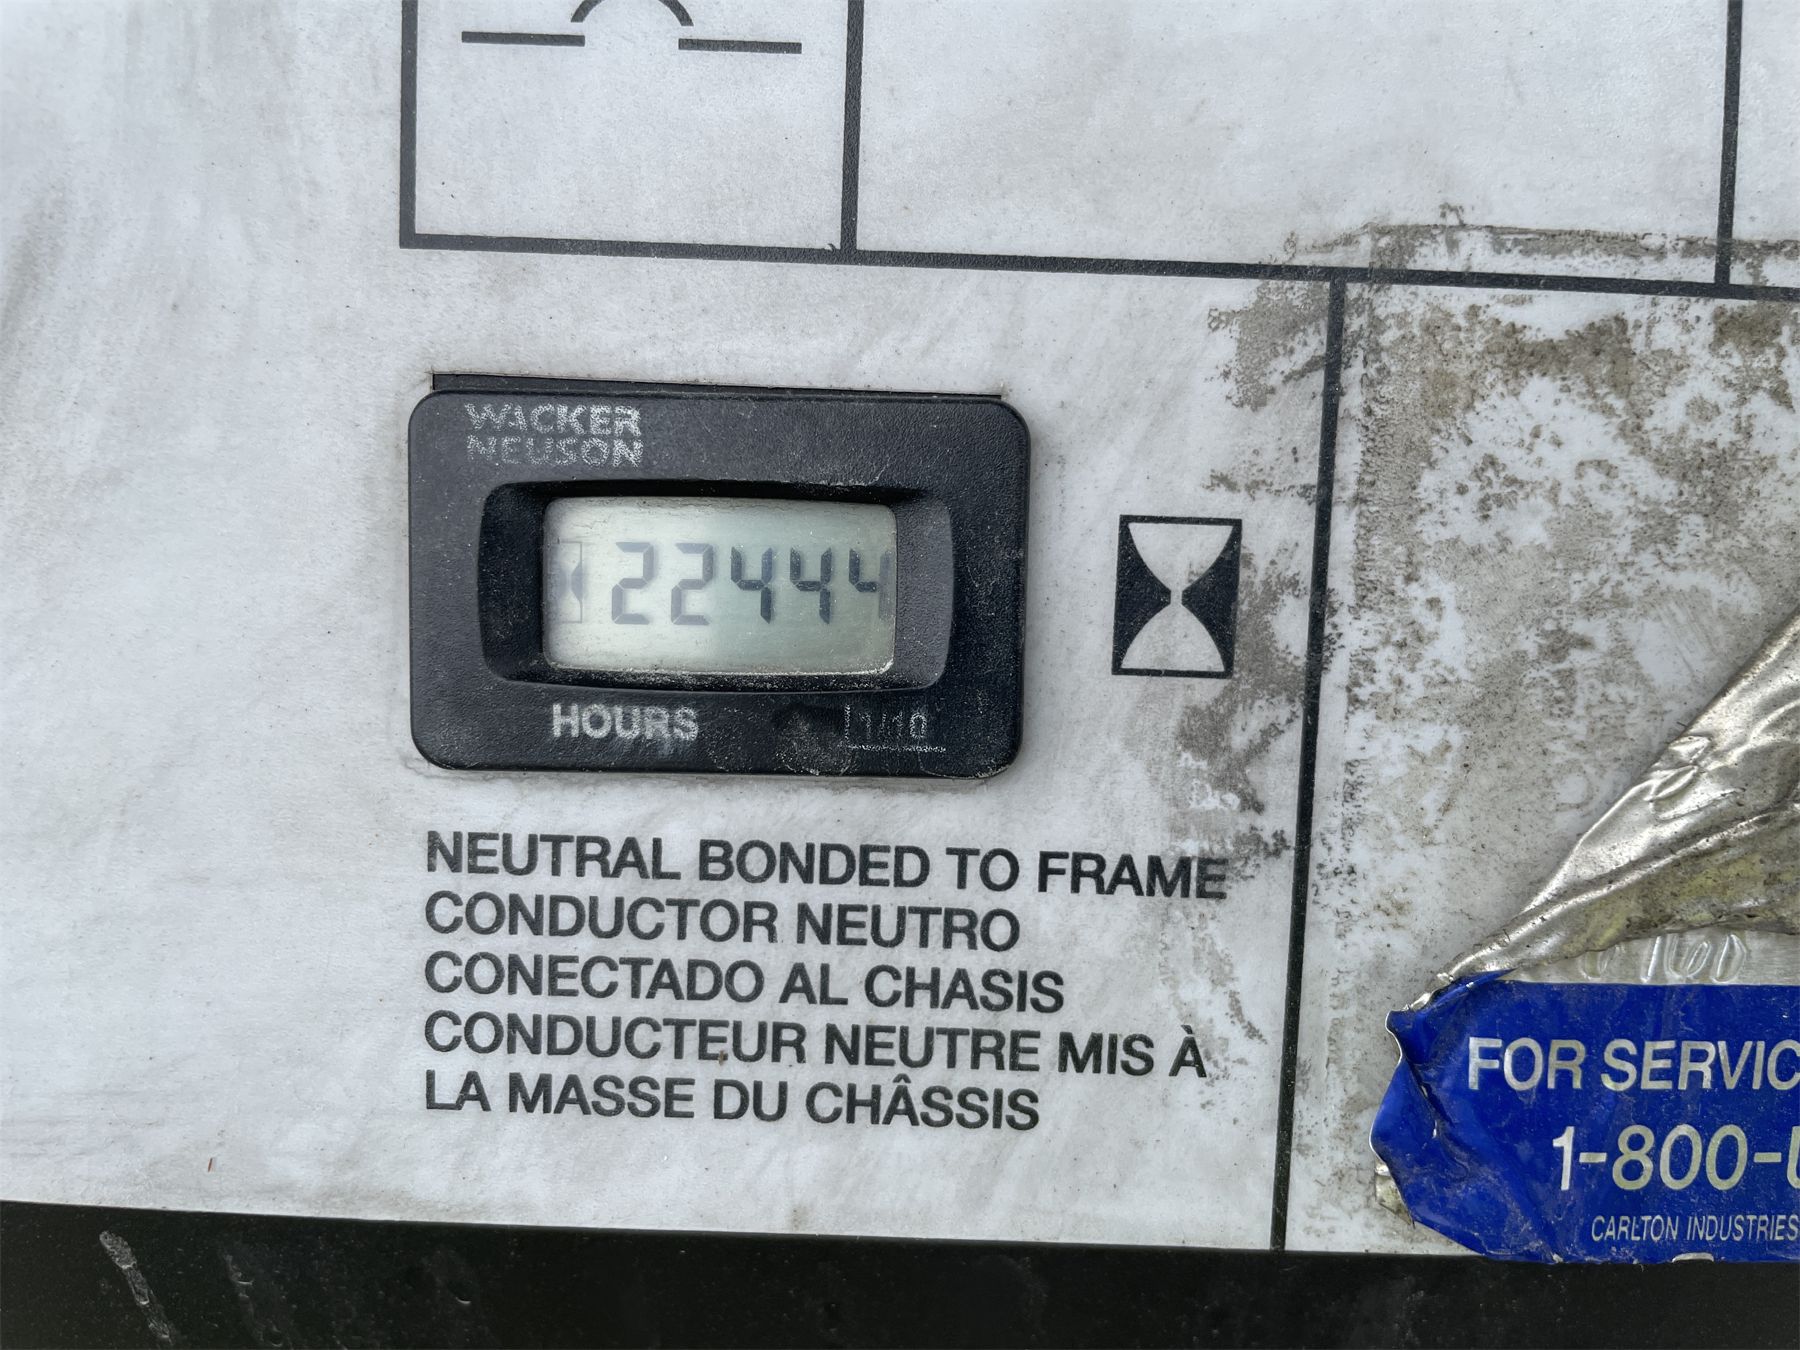 WACKER
NEUSON
22444
HOURS 1/10
NEUTRAL BONDED TO FRAME
CONDUCTOR NEUTRO
CONECTADO AL CHASIS
CONDUCTEUR NEUTRE MIS À
LA MASSE DU CHÂSSIS
160
FOR SERVIC
1-800-
CARLTON INDUSTRIES